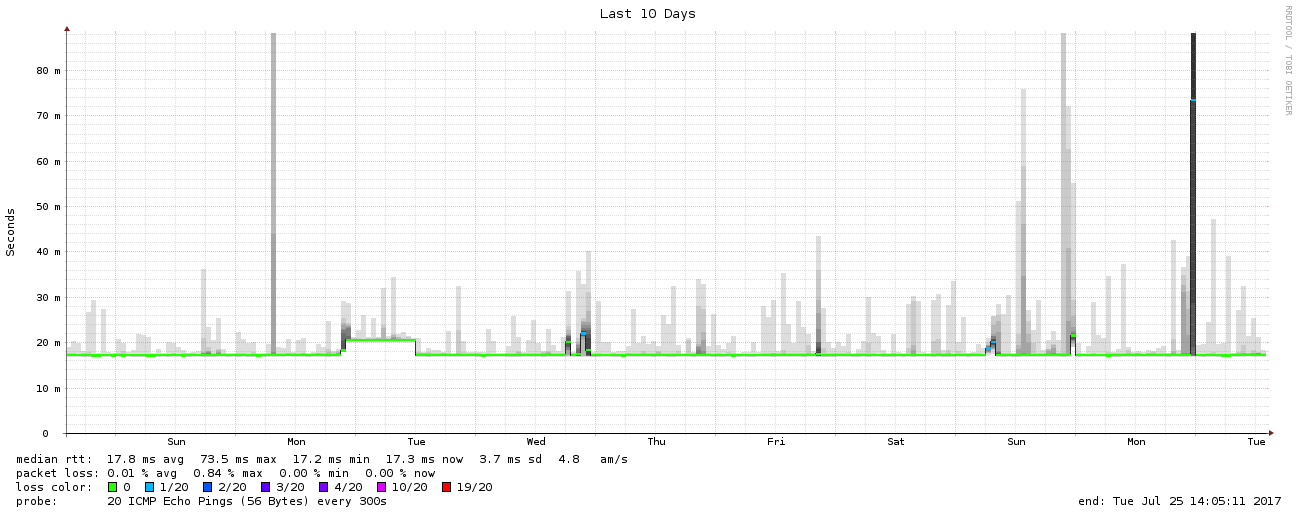 Last 10 Days
RRDTOOL / TOBI OETIKER
Seconds
80 m
70 m
60 m
50 m
40 m
30 m
20 m
10 m
0
Sun Mon Tue Wed Thu Fri Sat Sun Mon Tue
median rtt: 17.8 ms avg 73.5 ms max 17.2 ms min 17.3 ms now 3.7 ms sd 4.8 am/s
packet loss: 0.01 % avg 0.84 % max 0.00 % min 0.00 % now
loss color: 0 1/20 2/20 3/20 4/20 10/20 19/20
probe: 20 ICMP Echo Pings (56 Bytes) every 300s end: Tue Jul 25 14:05:11 2017